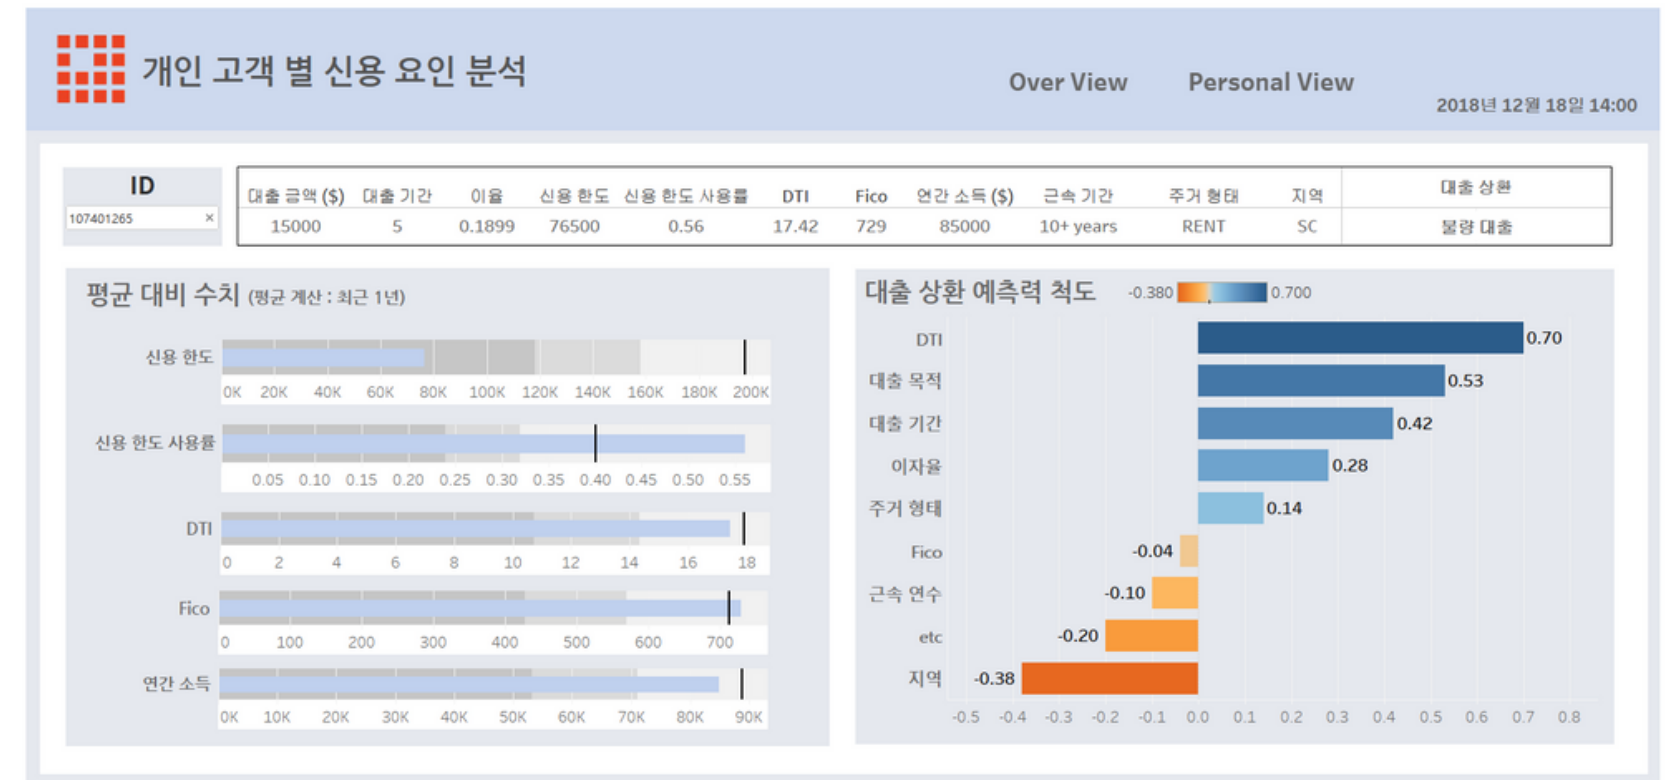 개인 고객 별 신용 요인 분석
Over View Personal View
2018년 12월 18일 14:00
ID
107401265 ×
대출 금액 ($) 대출 기간 이율 신용 한도 신용 한도 사용률 DTI Fico 연간 소득 ($) 근속 기간 주거 형태 지역 대출 상환
15000 5 0.1899 76500 0.56 17.42 729 85000 10+ years RENT SC 불량 대출
평균 대비 수치 (평균 계산 : 최근 1년)
신용 한도
0K 20K 40K 60K 80K 100K 120K 140K 160K 180K 200K
신용 한도 사용률
0.05 0.10 0.15 0.20 0.25 0.30 0.35 0.40 0.45 0.50 0.55
DTI
0 2 4 6 8 10 12 14 16 18
Fico
0 100 200 300 400 500 600 700
연간 소득
0K 10K 20K 30K 40K 50K 60K 70K 80K 90K
대출 상환 예측력 척도 -0.380 0.700
DTI 0.70
대출 목적 0.53
대출 기간 0.42
이자율 0.28
주거 형태 0.14
Fico -0.04
근속 연수 -0.10
etc -0.20
지역 -0.38
-0.5 -0.4 -0.3 -0.2 -0.1 0.0 0.1 0.2 0.3 0.4 0.5 0.6 0.7 0.8